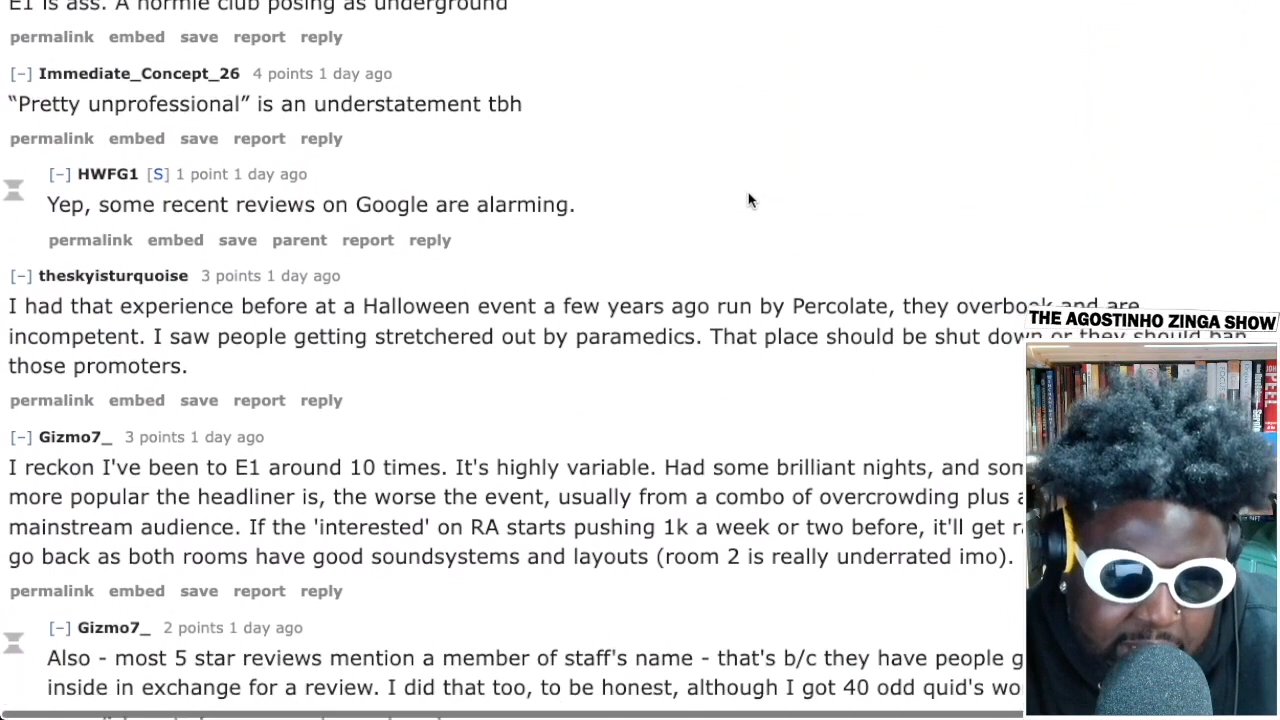 E1 is ass. A normie club posing as underground
permalink embed save report reply
[–] Immediate_Concept_26 4 points 1 day ago
“Pretty unprofessional” is an understatement tbh
permalink embed save report reply
[–] HWFG1 [S] 1 point 1 day ago
Yep, some recent reviews on Google are alarming.
permalink embed save parent report reply
[–] theskyisturquoise 3 points 1 day ago
I had that experience before at a Halloween event a few years ago run by Percolate, they overbook and are
incompetent. I saw people getting stretchered out by paramedics. That place should be shut down or they should ban
those promoters.
permalink embed save report reply
THE AGOSTINHO ZINGA SHOW
[–] Gizmo7_ 3 points 1 day ago
I reckon I've been to E1 around 10 times. It's highly variable. Had some brilliant nights, and
more popular the headliner is, the worse the event, usually from a combo of overcrowding plus
mainstream audience. If the 'interested' on RA starts pushing 1k a week or two before, it'll get
go back as both rooms have good soundsystems and layouts (room 2 is really underrated imo).
permalink embed save report reply
[–] Gizmo7_ 2 points 1 day ago
Also - most 5 star reviews mention a member of staff's name - that's b/c they have people
inside in exchange for a review. I did that too, to be honest, although I got 40 odd quid's
PEEL